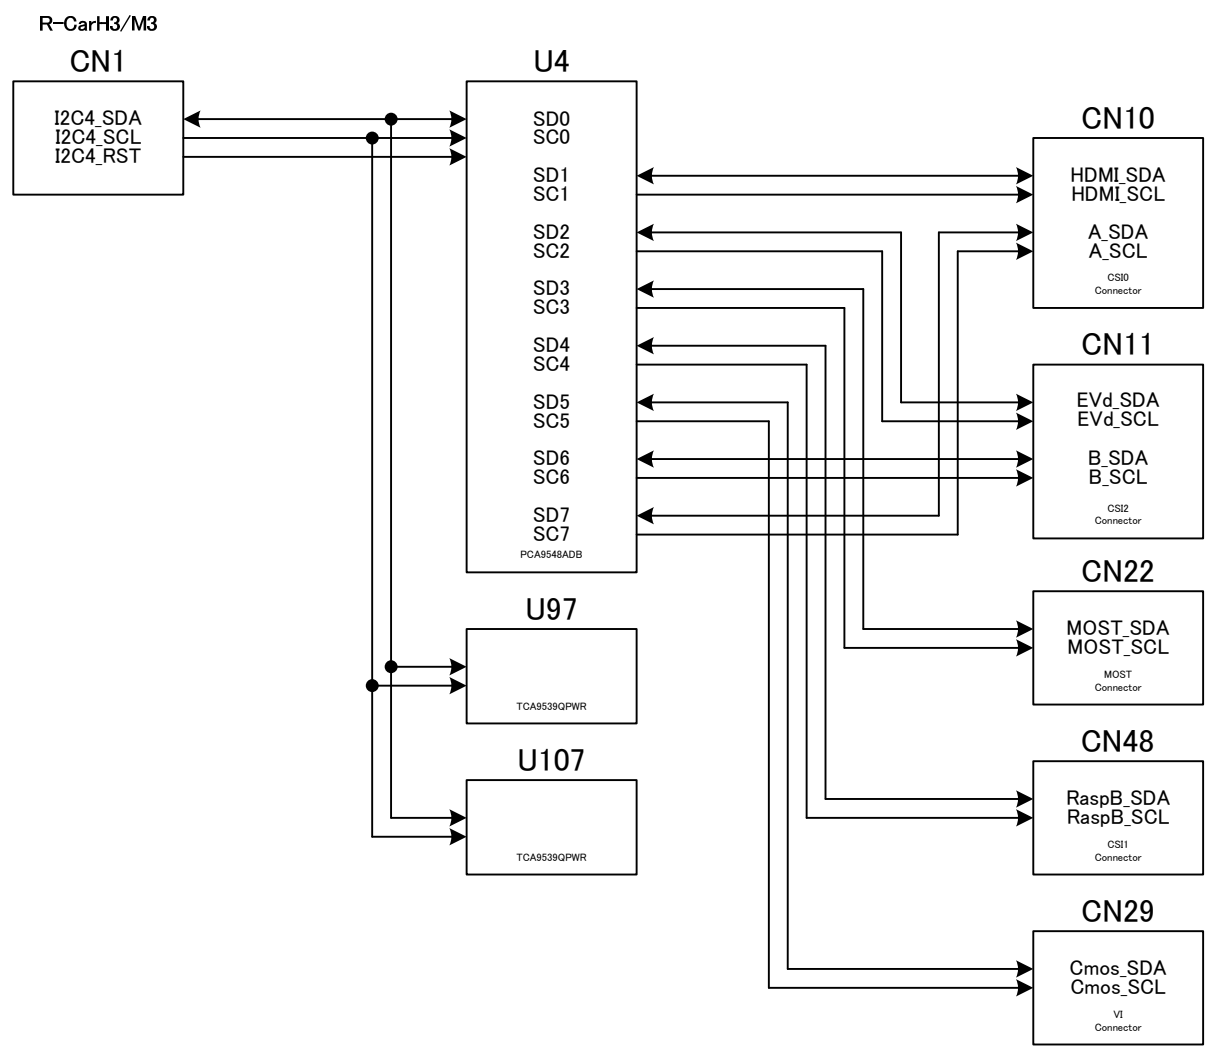 R-CarH3/M3
CN1
I2C4_SDA
I2C4_SCL
I2C4_RST
U4
SD0
SC0
SD1
SC1
SD2
SC2
SD3
SC3
SD4
SC4
SD5
SC5
SD6
SC6
SD7
SC7
PCA9548ADB
U97
TCA9539QPWR
U107
TCA9539QPWR
CN10
HDMI_SDA
HDMI_SCL
A_SDA
A_SCL
CSI0
Connector
CN11
EVd_SDA
EVd_SCL
B_SDA
B_SCL
CSI2
Connector
CN22
MOST_SDA
MOST_SCL
MOST
Connector
CN48
RaspB_SDA
RaspB_SCL
CSI1
Connector
CN29
Cmos_SDA
Cmos_SCL
VI
Connector